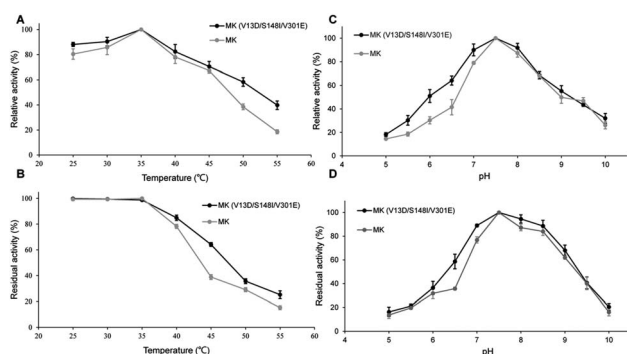 A
Relative activity (%)
100
80
60
40
20
20 25 30 35 40 45 50 55 60
Temperature (℃)
MK (V13D/S148I/V301E)
MK
C
Relative activity (%)
100
80
60
40
20
0
4 5 6 7 8 9 10
pH
MK (V13D/S148I/V301E)
MK
B
Residual activity (%)
100
80
60
40
20
0
20 25 30 35 40 45 50 55 60
Temperature (℃)
MK (V13D/S148I/V301E)
MK
D
Residual activity (%)
100
80
60
40
20
0
4 5 6 7 8 9 10
pH
MK (V13D/S148I/V301E)
MK